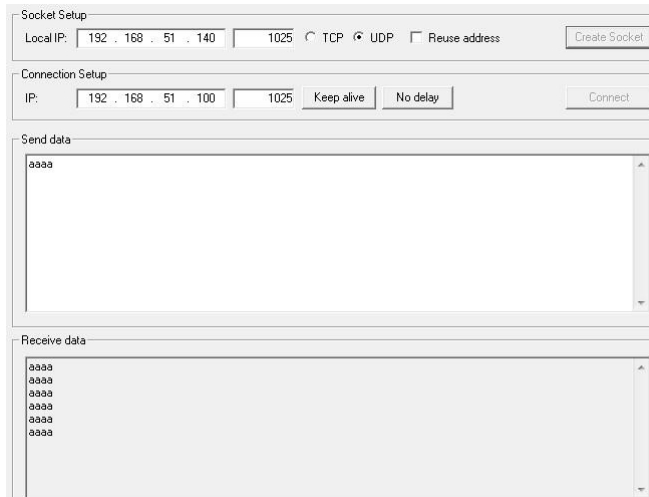 Socket Setup
Local IP: 192 . 168 . 51 . 140 1025 TCP UDP Reuse address Create Socket
Connection Setup
IP: 192 . 168 . 51 . 100 1025 Keep alive No delay Connect
Send data
aaaa
Receive data
aaaa
aaaa
aaaa
aaaa
aaaa
aaaa